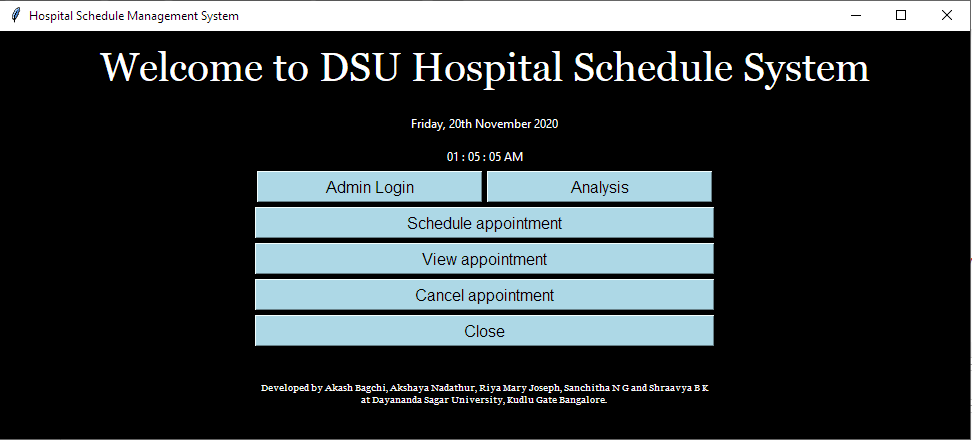 Hospital Schedule Management System
Welcome to DSU Hospital Schedule System
Friday, 20th November 2020
01 : 05 : 05 AM
Admin Login
Analysis
Schedule appointment
View appointment
Cancel appointment
Close
Developed by Akash Bagchi, Akshaya Nadathur, Riya Mary Joseph, Sanchitha N G and Shraavya B K
at Dayananda Sagar University, Kudlu Gate Bangalore.